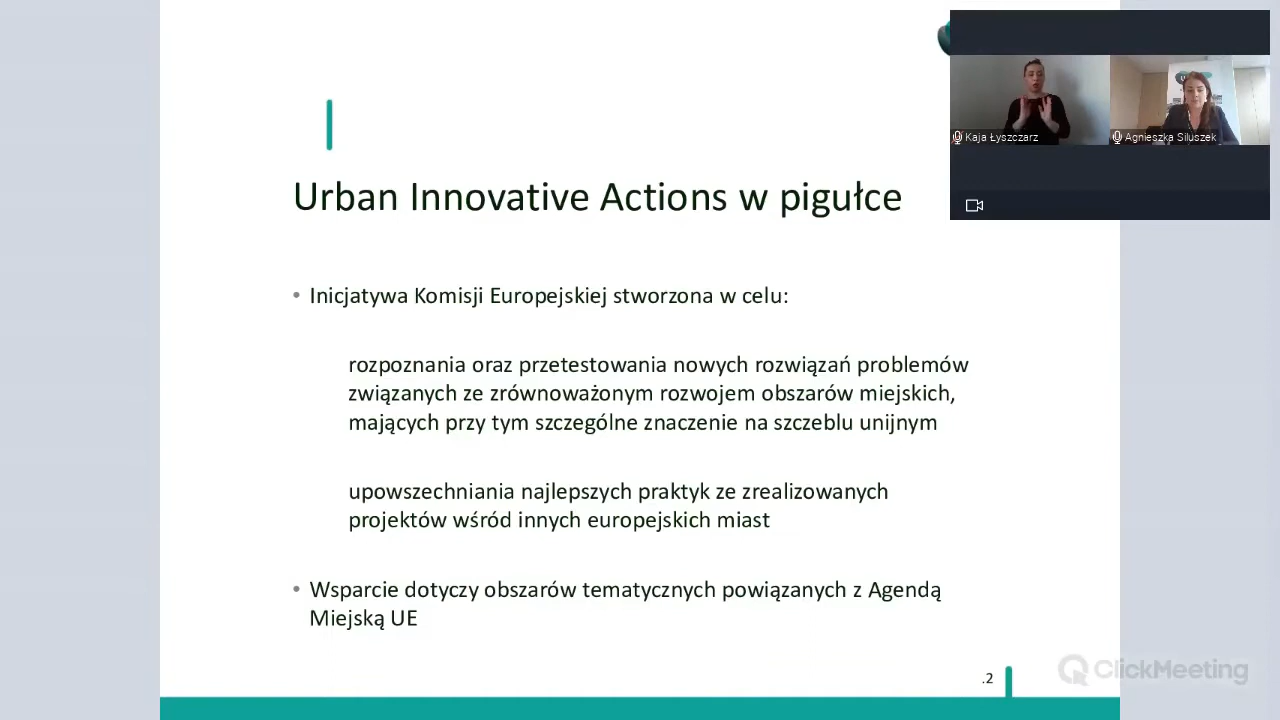 Urban Innovative Actions w pigułce
• Inicjatywa Komisji Europejskiej stworzona w celu:
rozpoznania oraz przetestowania nowych rozwiązań problemów
związanych ze zrównoważonym rozwojem obszarów miejskich,
mających przy tym szczególne znaczenie na szczeblu unijnym
upowszechniania najlepszych praktyk ze zrealizowanych
projektów wśród innych europejskich miast
• Wsparcie dotyczy obszarów tematycznych powiązanych z Agendą
Miejską UE
.2
Kaja Łyszczarz
Agnieszka Siłuszek
ClickMeeting